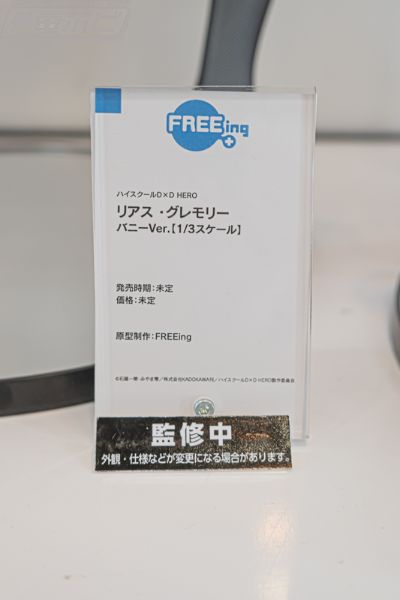 FREEing
ハイスクールD×D HERO
リアス・グレモリー
バニーVer.【1/3スケール】
発売時期:未定
価格:未定
原型制作:FREEing
©石踏一榮・みやま零/株式会社KADOKAWA刊/ハイスクールD×D HERO製作委員会
監修中
外観・仕様などが変更になる場合があります。